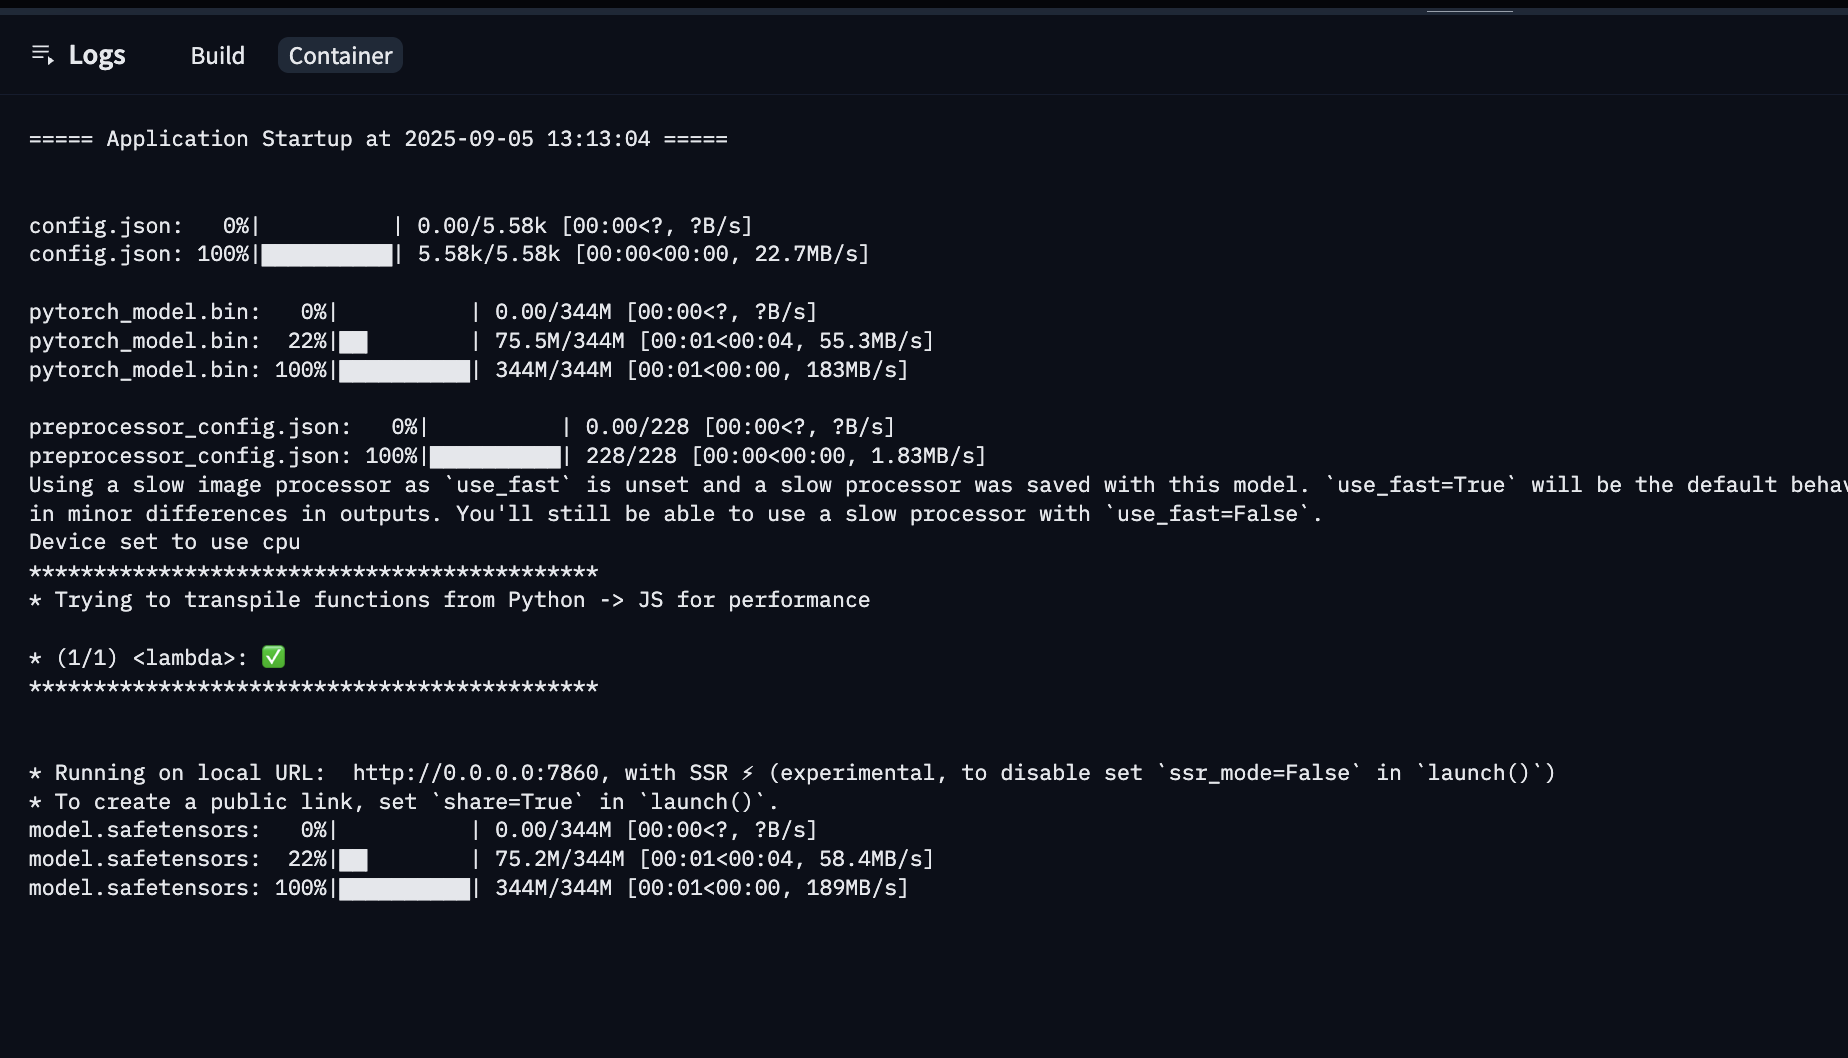 Logs Build Container
===== Application Startup at 2025-09-05 13:13:04 =====
config.json:   0%|          | 0.00/5.58k [00:00<?, ?B/s]
config.json: 100%|██████████| 5.58k/5.58k [00:00<00:00, 22.7MB/s]
pytorch_model.bin:   0%|          | 0.00/344M [00:00<?, ?B/s]
pytorch_model.bin:  22%|██        | 75.5M/344M [00:01<00:04, 55.3MB/s]
pytorch_model.bin: 100%|██████████| 344M/344M [00:01<00:00, 183MB/s]
preprocessor_config.json:   0%|          | 0.00/228 [00:00<?, ?B/s]
preprocessor_config.json: 100%|██████████| 228/228 [00:00<00:00, 1.83MB/s]
Using a slow image processor as `use_fast` is unset and a slow processor was saved with this model. `use_fast=True` will be the default
in minor differences in outputs. You'll still be able to use a slow processor with `use_fast=False`.
Device set to use cpu
********************************************
* Trying to transpile functions from Python -> JS for performance
* (1/1) <lambda>: ✅
********************************************
* Running on local URL:  http://0.0.0.0:7860, with SSR ⚡ (experimental, to disable set `ssr_mode=False` in `launch()`)
* To create a public link, set `share=True` in `launch()`.
model.safetensors:   0%|          | 0.00/344M [00:00<?, ?B/s]
model.safetensors:  22%|██        | 75.2M/344M [00:01<00:04, 58.4MB/s]
model.safetensors: 100%|██████████| 344M/344M [00:01<00:00, 189MB/s]